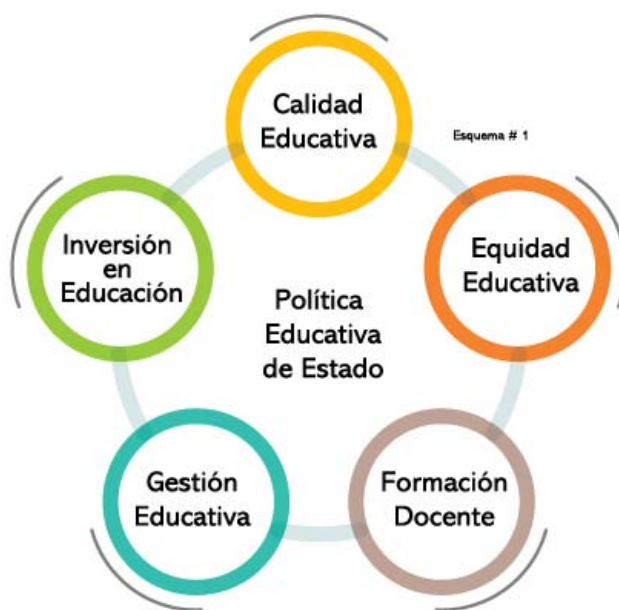 Calidad
Educativa
Esquema # 1
Equidad
Educativa
Inversión
en
Educación
Política
Educativa
de Estado
Gestión
Educativa
Formación
Docente